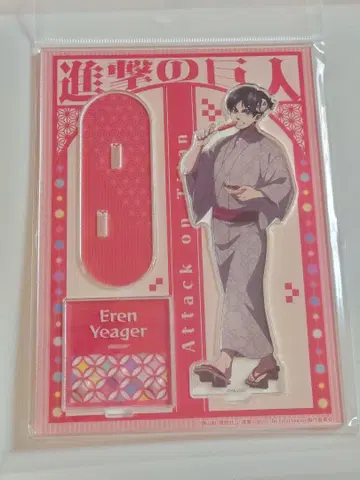 進撃の巨人
Attack on Titan
Eren
Yeager